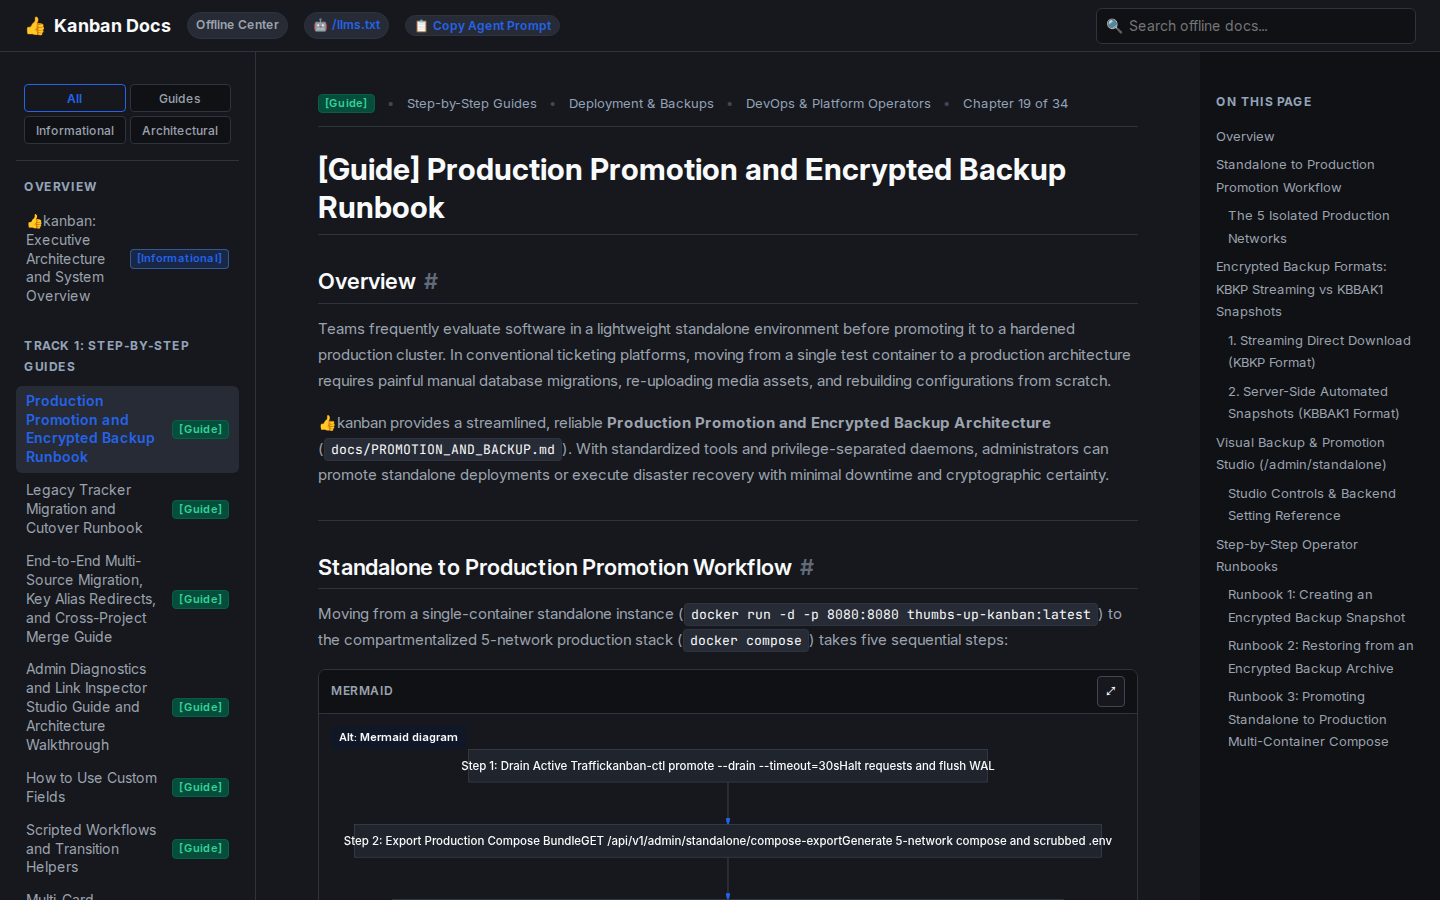 👍 Kanban Docs
Offline Center
🤖 /llms.txt
📋 Copy Agent Prompt
🔍 Search offline docs...
All
Guides
Informational
Architectural
OVERVIEW
👍kanban:
Executive
Architecture
and System
Overview
[Informational]
TRACK 1: STEP-BY-STEP
GUIDES
Production
Promotion and
Encrypted Backup
Runbook
[Guide]
Legacy Tracker
Migration and
Cutover Runbook
[Guide]
End-to-End Multi-
Source Migration,
Key Alias Redirects,
and Cross-Project
Merge Guide
[Guide]
Admin Diagnostics
and Link Inspector
Studio Guide and
Architecture
Walkthrough
[Guide]
How to Use Custom
Fields
[Guide]
Scripted Workflows
and Transition
Helpers
[Guide]
Multi-Card
[Guide] • Step-by-Step Guides • Deployment & Backups • DevOps & Platform Operators • Chapter 19 of 34
[Guide] Production Promotion and Encrypted Backup
Runbook
Overview #
Teams frequently evaluate software in a lightweight standalone environment before promoting it to a hardened
production cluster. In conventional ticketing platforms, moving from a single test container to a production architecture
requires painful manual database migrations, re-uploading media assets, and rebuilding configurations from scratch.
👍kanban provides a streamlined, reliable Production Promotion and Encrypted Backup Architecture
(docs/PROMOTION_AND_BACKUP.md). With standardized tools and privilege-separated daemons, administrators can
promote standalone deployments or execute disaster recovery with minimal downtime and cryptographic certainty.
Standalone to Production Promotion Workflow #
Moving from a single-container standalone instance (docker run -d -p 8080:8080 thumbs-up-kanban:latest) to
the compartmentalized 5-network production stack (docker compose) takes five sequential steps:
MERMAID
⤢
Alt: Mermaid diagram
Step 1: Drain Active Traffickanban-ctl promote --drain --timeout=30sHalt requests and flush WAL
Step 2: Export Production Compose BundleGET /api/v1/admin/standalone/compose-exportGenerate 5-network compose and scrubbed .env
ON THIS PAGE
Overview
Standalone to Production
Promotion Workflow
The 5 Isolated Production
Networks
Encrypted Backup Formats:
KBKP Streaming vs KBBAK1
Snapshots
1. Streaming Direct Download
(KBKP Format)
2. Server-Side Automated
Snapshots (KBBAK1 Format)
Visual Backup & Promotion
Studio (/admin/standalone)
Studio Controls & Backend
Setting Reference
Step-by-Step Operator
Runbooks
Runbook 1: Creating an
Encrypted Backup Snapshot
Runbook 2: Restoring from an
Encrypted Backup Archive
Runbook 3: Promoting
Standalone to Production
Multi-Container Compose